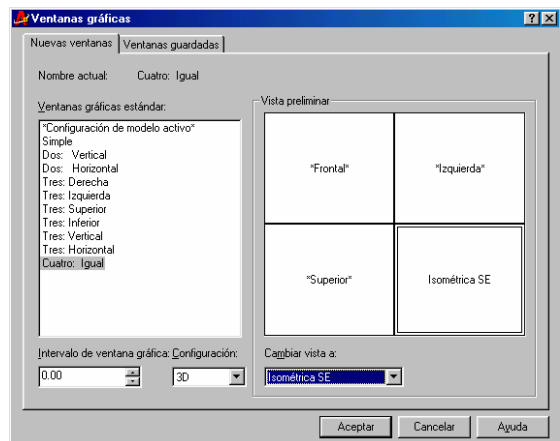 Ventanas gráficas
Nuevas ventanas
Ventanas guardadas
Nombre actual: Cuatro: Igual
Ventanas gráficas estándar:
*Configuración de modelo activo*
Simple
Dos: Vertical
Dos: Horizontal
Tres: Derecha
Tres: Izquierda
Tres: Superior
Tres: Inferior
Tres: Vertical
Tres: Horizontal
Cuatro: Igual
Vista preliminar
*Frontal*
*Izquierda*
*Superior*
Isométrica SE
Intervalo de ventana gráfica:
0.00
Configuración:
3D
Cambiar vista a:
Isométrica SE
Aceptar
Cancelar
Ayuda